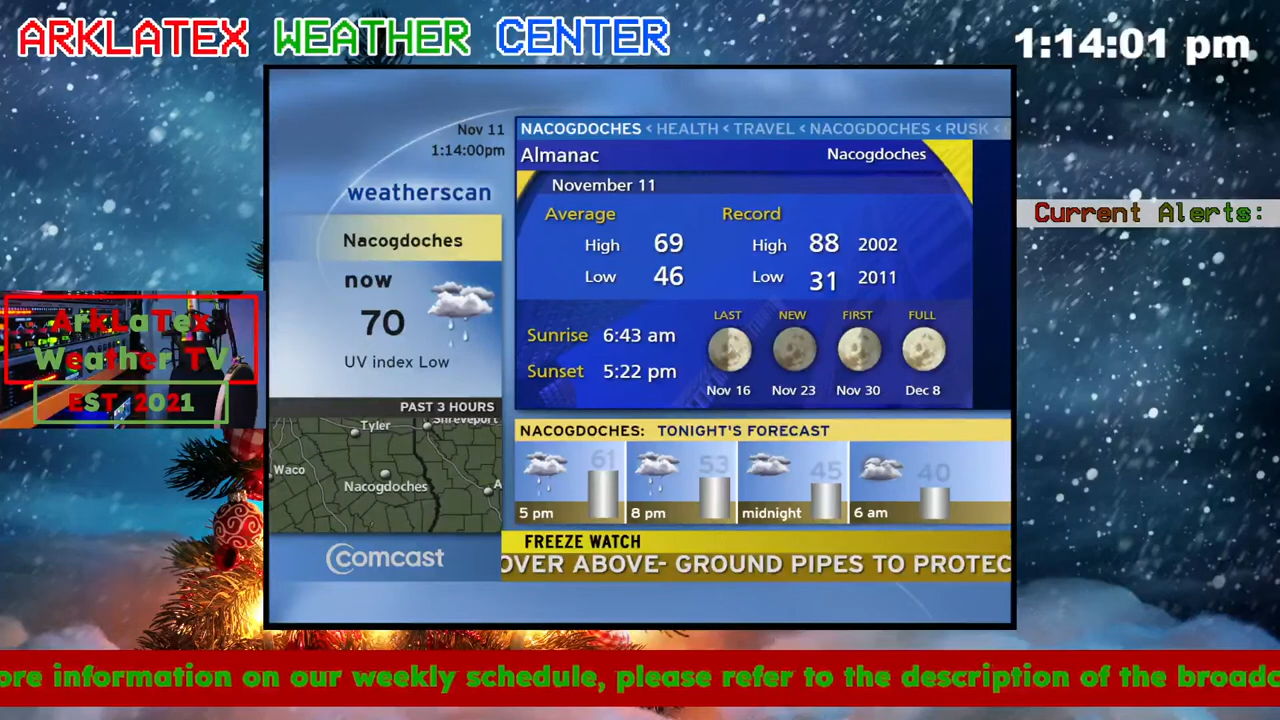 ARKLATEX WEATHER CENTER
1:14:01 pm
Nov 11
1:14:00pm
weatherscan
Nacogdoches
now
70
UV index Low
PAST 3 HOURS
Tyler
Shreveport
Waco
Nacogdoches
A
comcast
NACOGDOCHES < HEALTH < TRAVEL < NACOGDOCHES < RUSK <
Almanac Nacogdoches
November 11
Average Record
High 69 High 88 2002
Low 46 Low 31 2011
Sunrise 6:43 am
Sunset 5:22 pm
LAST NEW FIRST FULL
Nov 16 Nov 23 Nov 30 Dec 8
NACOGDOCHES: TONIGHT'S FORECAST
61 53 45 40
5 pm 8 pm midnight 6 am
FREEZE WATCH
OVER ABOVE- GROUND PIPES TO PROTEC
Current Alerts:
ArkLaTex
Weather TV
EST 2021
ore information on our weekly schedule, please refer to the description of the broadc